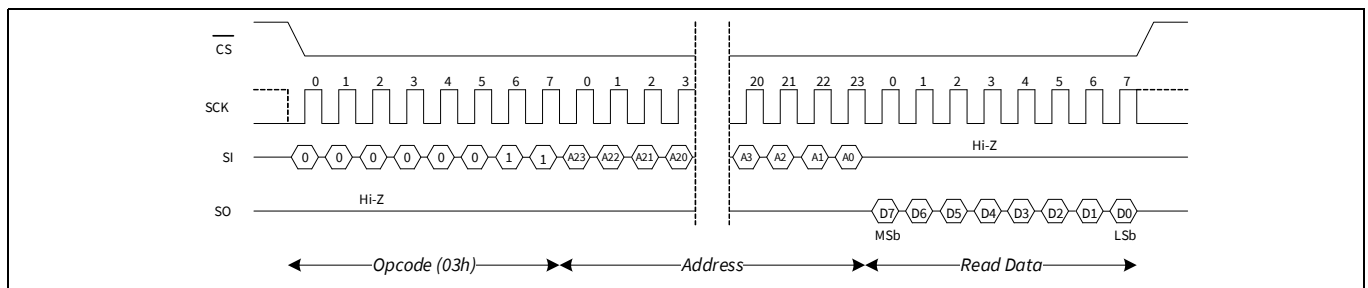 CS
0 1 2 3 4 5 6 7 0 1 2 3 20 21 22 23 0 1 2 3 4 5 6 7
SCK
SI 0 0 0 0 0 0 1 1 A23 A22 A21 A20 A3 A2 A1 A0 Hi-Z
Hi-Z
SO D7 D6 D5 D4 D3 D2 D1 D0
MSb LSb
Opcode (03h) Address Read Data